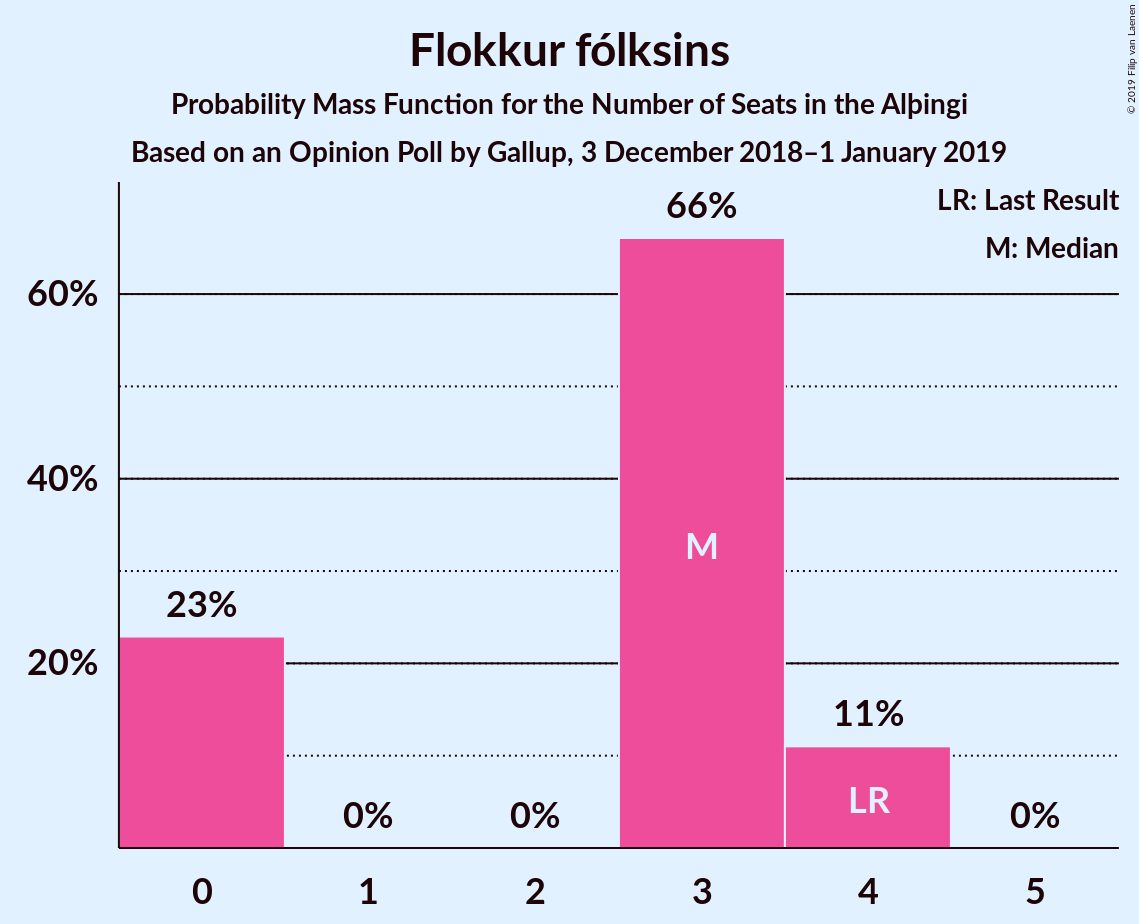 Flokkur fólksins
Probability Mass Function for the Number of Seats in the Alþingi
Based on an Opinion Poll by Gallup, 3 December 2018–1 January 2019
© 2019 Filip van Laenen
LR: Last Result
M: Median
66%
60%
M
40%
23%
20%
11%
LR
0%
0%
0%
0 1 2 3 4 5